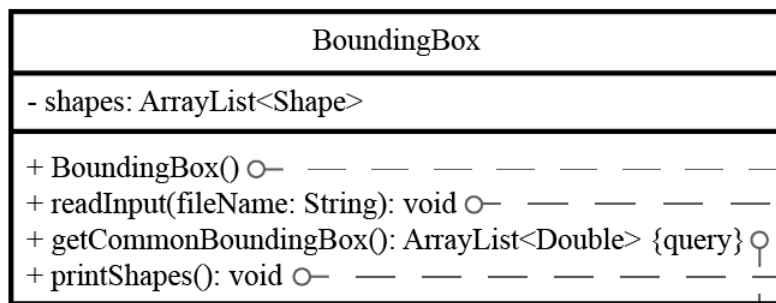 BoundingBox
- shapes: ArrayList<Shape>
+ BoundingBox()
+ readInput(fileName: String): void
+ getCommonBoundingBox(): ArrayList<Double> {query}
+ printShapes(): void